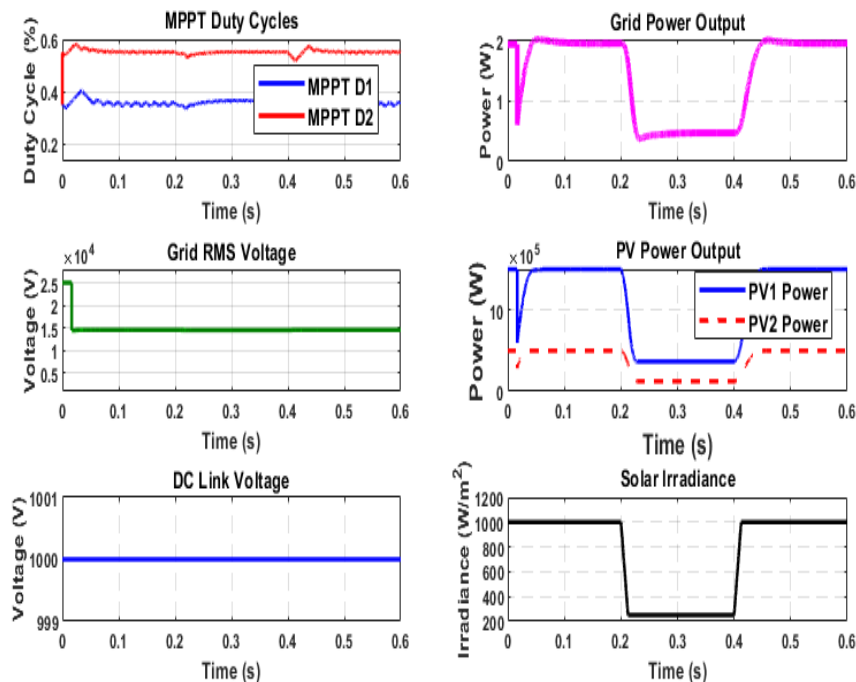 MPPT Duty Cycles
Duty Cycle (%)
0.6
0.4
0.2
MPPT D1
MPPT D2
0 0.1 0.2 0.3 0.4 0.5 0.6
Time (s)
Grid Power Output
Power (W)
2
1
0
0 0.1 0.2 0.3 0.4 0.5 0.6
Time (s)
Grid RMS Voltage
×10⁴
Voltage (V)
2.5
2
1.5
1
0.5
0 0.1 0.2 0.3 0.4 0.5 0.6
Time (s)
PV Power Output
×10⁵
Power (W)
10
0
PV1 Power
PV2 Power
0 0.1 0.2 0.3 0.4 0.5 0.6
Time (s)
DC Link Voltage
Voltage (V)
1001
1000
999
0 0.1 0.2 0.3 0.4 0.5 0.6
Time (s)
Solar Irradiance
Irradiance (W/m²)
1200
1000
800
600
400
200
0 0.1 0.2 0.3 0.4 0.5 0.6
Time (s)